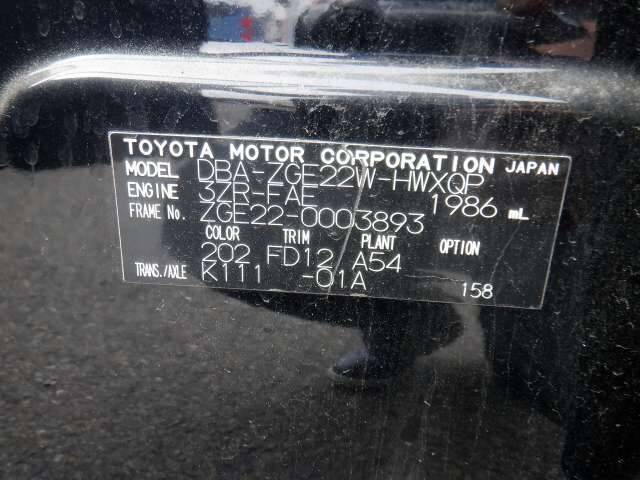 TOYOTA MOTOR CORPORATION JAPAN
MODEL DBA-ZGE22W-HWXQP
ENGINE 3ZR-FAE 1986 mL
FRAME No. ZGE22-0003893
COLOR TRIM PLANT OPTION
202 FD12 A54
TRANS./AXLE K111 -01A
158